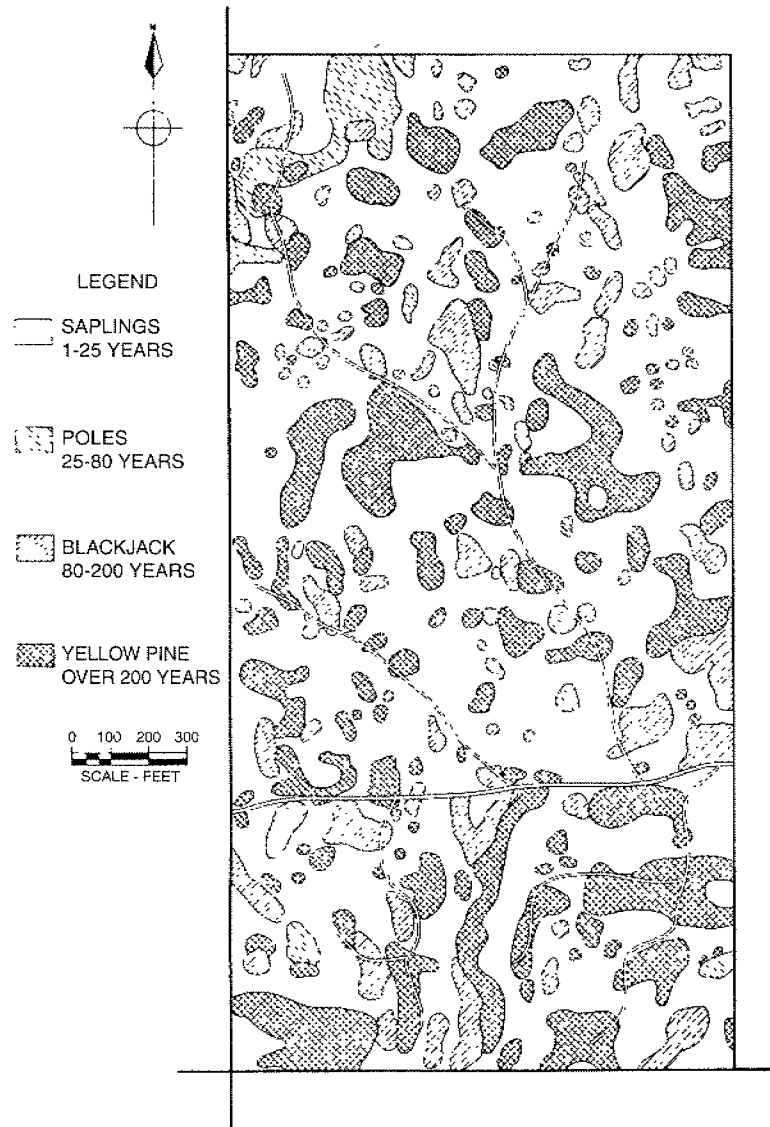 N
LEGEND
SAPLINGS
1-25 YEARS
POLES
25-80 YEARS
BLACKJACK
80-200 YEARS
YELLOW PINE
OVER 200 YEARS
0 100 200 300
SCALE - FEET